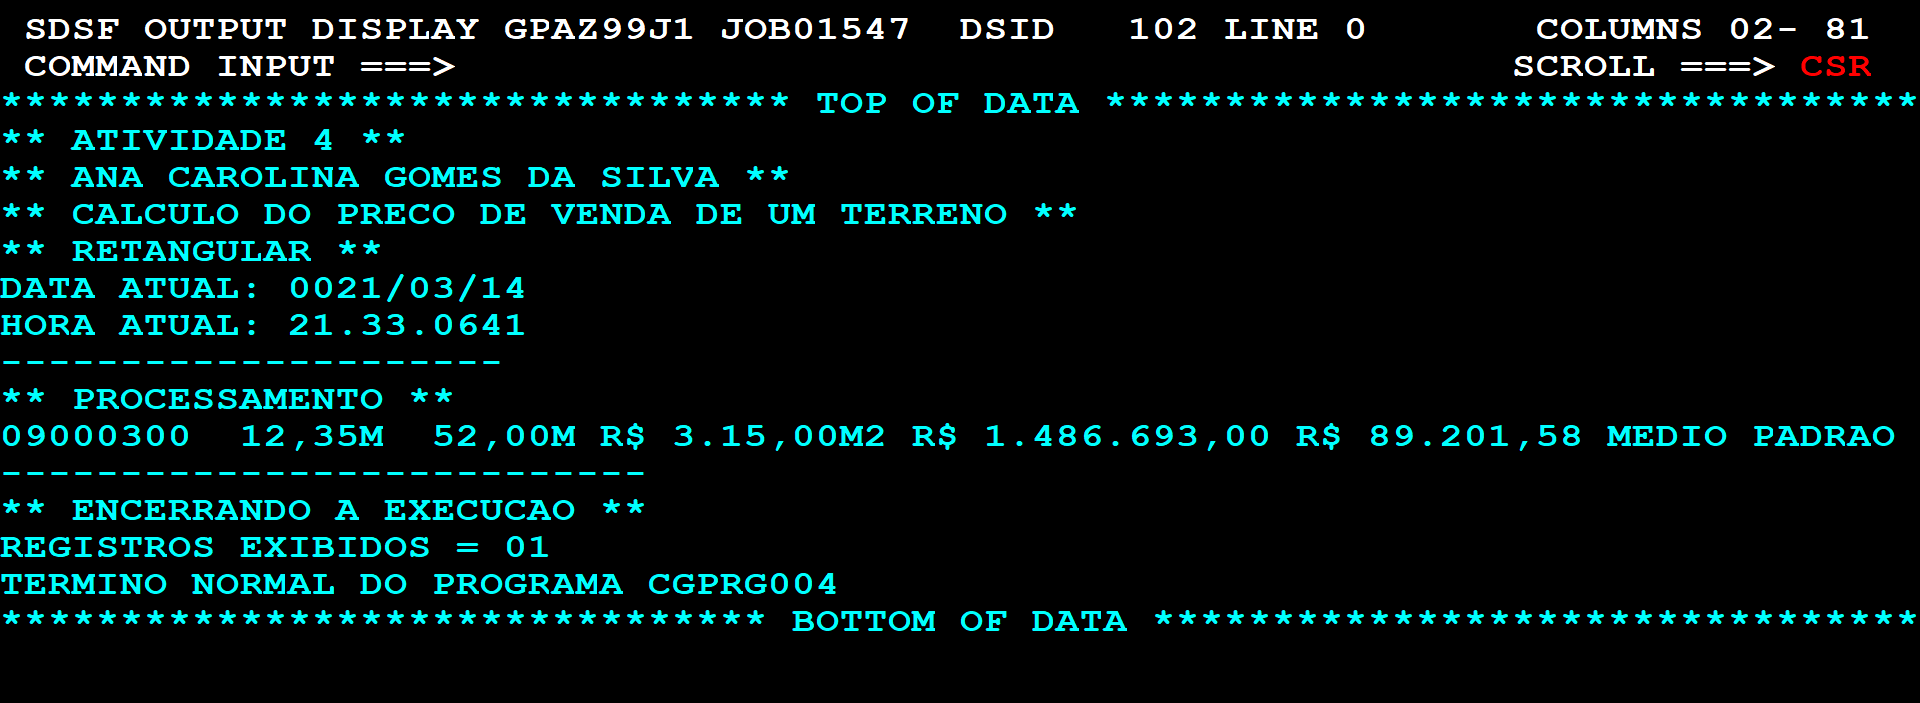 SDSF OUTPUT DISPLAY GPAZ99J1 JOB01547  DSID   102 LINE 0       COLUMNS 02- 81
COMMAND INPUT ===>                                            SCROLL ===> CSR
********************************* TOP OF DATA **********************************
** ATIVIDADE 4 **
** ANA CAROLINA GOMES DA SILVA **
** CALCULO DO PRECO DE VENDA DE UM TERRENO **
** RETANGULAR **
DATA ATUAL: 0021/03/14
HORA ATUAL: 21.33.0641
---------------------
** PROCESSAMENTO **
09000300  12,35M  52,00M R$ 3.15,00M2 R$ 1.486.693,00 R$ 89.201,58 MEDIO PADRAO
---------------------------
** ENCERRANDO A EXECUCAO **
REGISTROS EXIBIDOS = 01
TERMINO NORMAL DO PROGRAMA CGPRG004
******************************** BOTTOM OF DATA ********************************